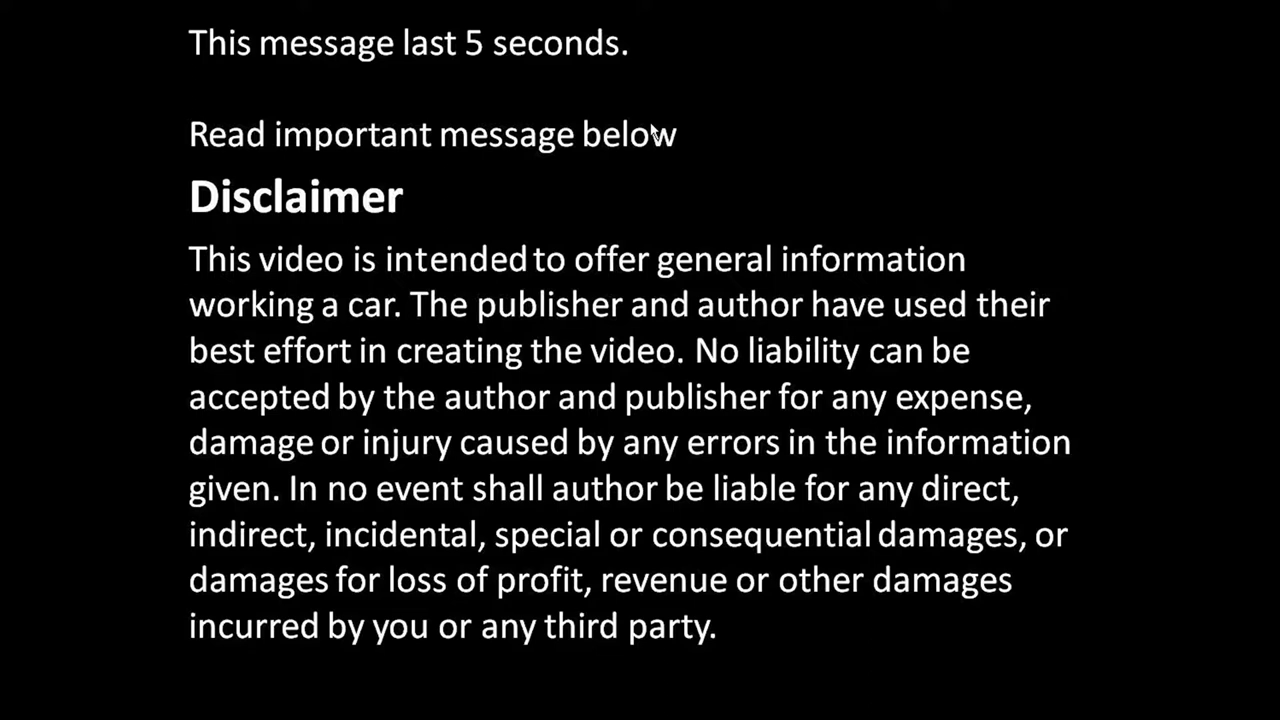 This message last 5 seconds.
Read important message below
Disclaimer
This video is intended to offer general information
working a car. The publisher and author have used their
best effort in creating the video. No liability can be
accepted by the author and publisher for any expense,
damage or injury caused by any errors in the information
given. In no event shall author be liable for any direct,
indirect, incidental, special or consequential damages, or
damages for loss of profit, revenue or other damages
incurred by you or any third party.